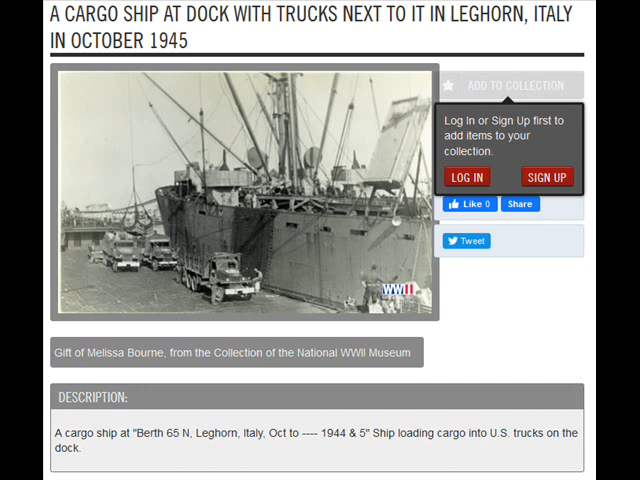 A CARGO SHIP AT DOCK WITH TRUCKS NEXT TO IT IN LEGHORN, ITALY
IN OCTOBER 1945
ADD TO COLLECTION
Log In or Sign Up first to
add items to your
collection.
LOG IN SIGN UP
Like 0 Share
Tweet
WWII
Gift of Melissa Bourne, from the Collection of the National WWII Museum
DESCRIPTION:
A cargo ship at "Berth 65 N, Leghorn, Italy, Oct to ---- 1944 & 5" Ship loading cargo into U.S. trucks on the
dock.